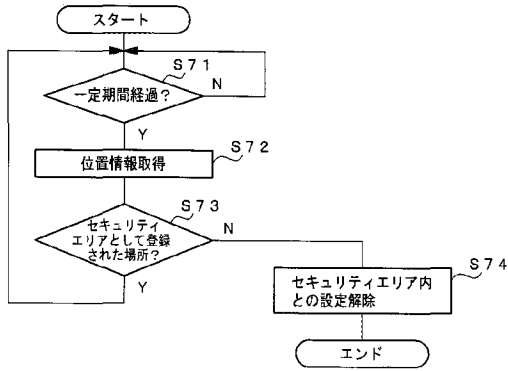 スタート
S71
一定期間経過？
N
Y
S72
位置情報取得
S73
セキュリティ
エリアとして登録
された場所？
N
Y
S74
セキュリティエリア内
との設定解除
エンド